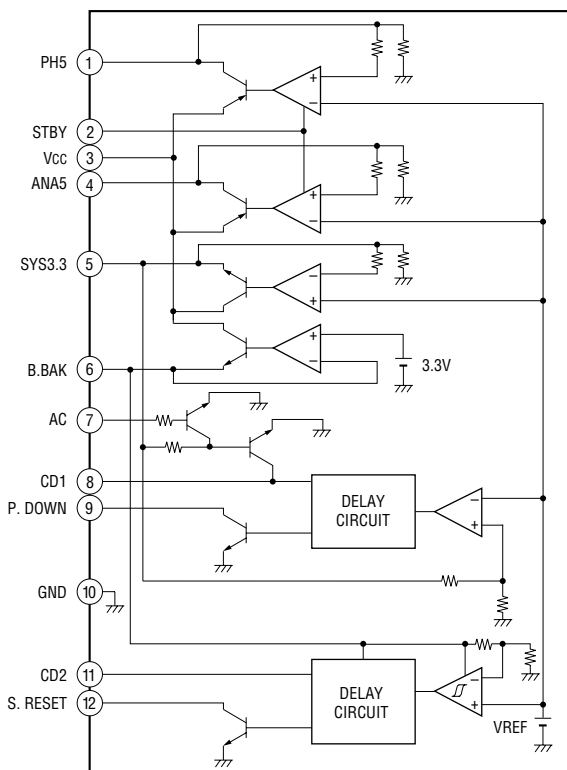 PH5 1
STBY 2
VCC 3
ANA5 4
SYS3.3 5
B.BAK 6
AC 7
CD1 8
P. DOWN 9
GND 10
CD2 11
S. RESET 12
+
−
+
−
−
+
+
−
3.3V
DELAY
CIRCUIT
−
+
DELAY
CIRCUIT
−
+
VREF